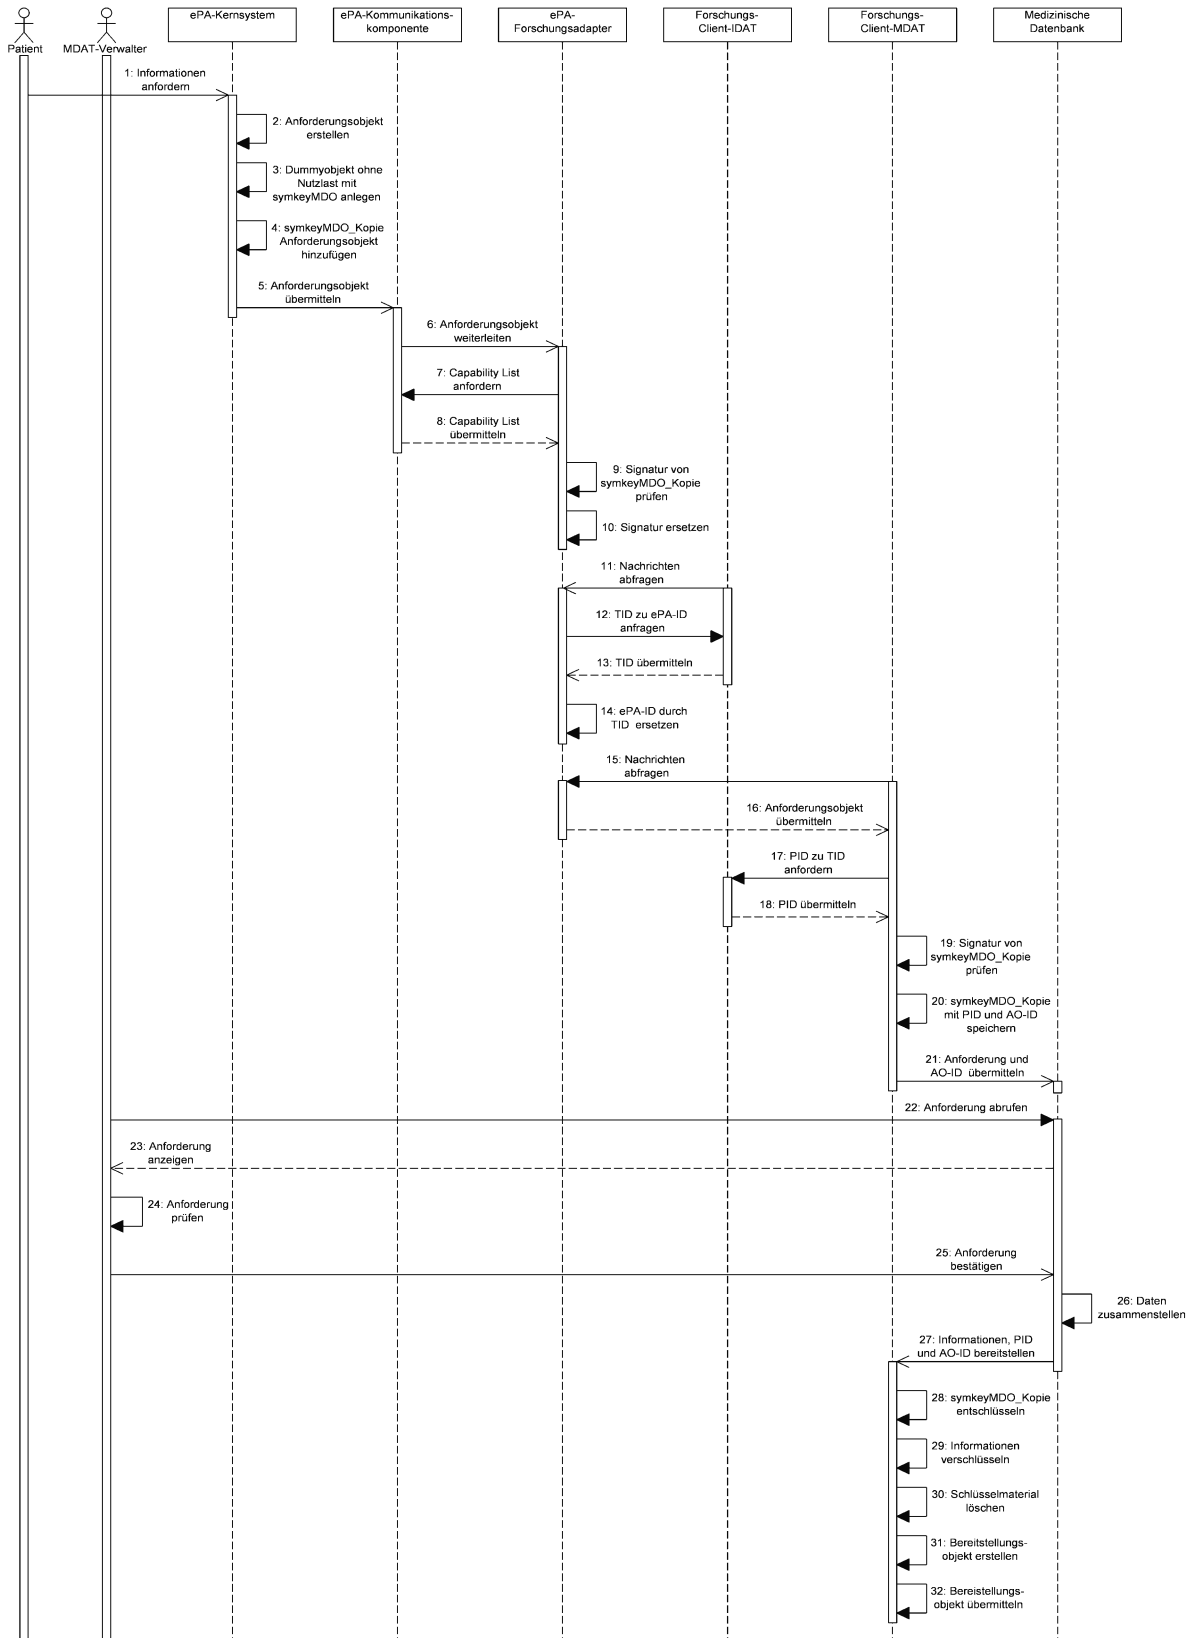 ePA-Kernsystem
ePA-Kommunikations-
komponente
ePA-
Forschungsadapter
Forschungs-
Client-IDAT
Forschungs-
Client-MDAT
Medizinische
Datenbank
Patient
MDAT-Verwalter
1: Informationen
anfordern
2: Anforderungsobjekt
erstellen
3: Dummyobjekt ohne
Nutzlast mit
symkeyMDO anlegen
4: symkeyMDO_Kopie
Anforderungsobjekt
hinzufügen
5: Anforderungsobjekt
übermitteln
6: Anforderungsobjekt
weiterleiten
7: Capability List
anfordern
8: Capability List
übermitteln
9: Signatur von
symkeyMDO_Kopie
prüfen
10: Signatur ersetzen
11: Nachrichten
abfragen
12: TID zu ePA-ID
anfragen
13: TID übermitteln
14: ePA-ID durch
TID ersetzen
15: Nachrichten
abfragen
16: Anforderungsobjekt
übermitteln
17: PID zu TID
anfordern
18: PID übermitteln
19: Signatur von
symkeyMDO_Kopie
prüfen
20: symkeyMDO_Kopie
mit PID und AO-ID
speichern
21: Anforderung und
AO-ID übermitteln
22: Anforderung abrufen
23: Anforderung
anzeigen
24: Anforderung
prüfen
25: Anforderung
bestätigen
26: Daten
zusammenstellen
27: Informationen, PID
und AO-ID bereitstellen
28: symkeyMDO_Kopie
entschlüsseln
29: Informationen
verschlüsseln
30: Schlüsselmaterial
löschen
31: Bereitstellungs-
objekt erstellen
32: Bereistellungs-
objekt übermitteln